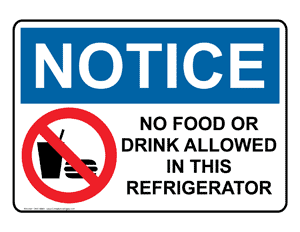 NOTICE
NO FOOD OR
DRINK ALLOWED
IN THIS
REFRIGERATOR